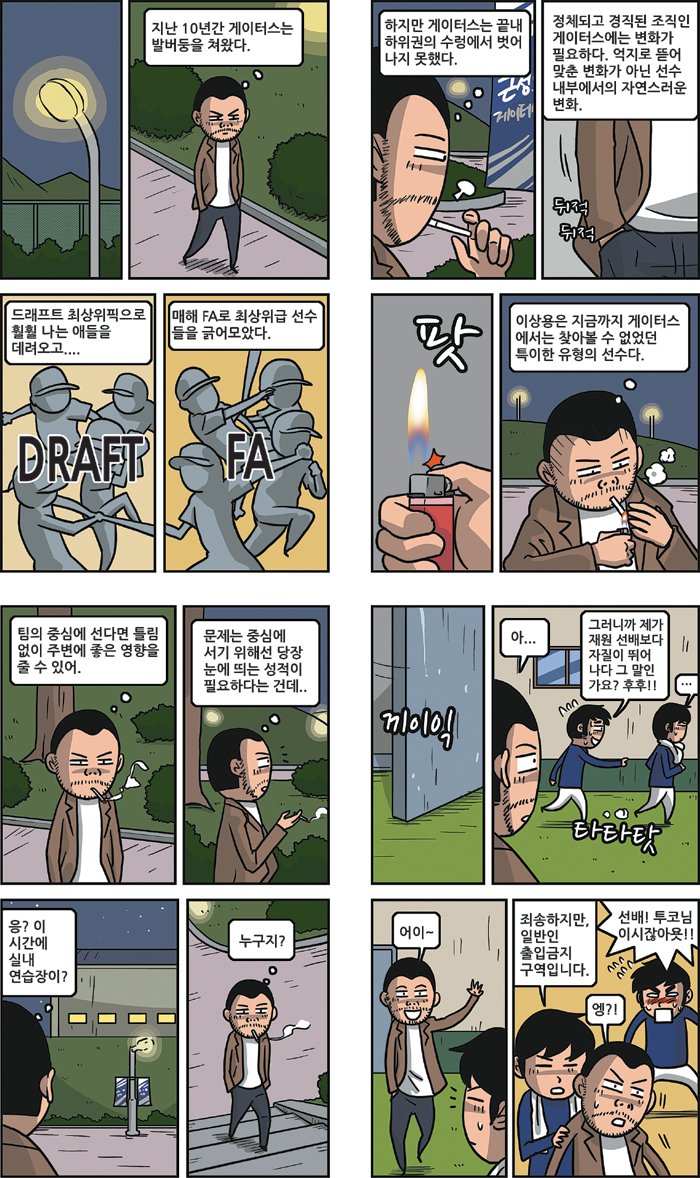 지난 10년간 게이터스는
발버둥을 쳐왔다.
드래프트 최상위픽으로
훨훨 나는 애들을
데려오고....
DRAFT
매해 FA로 최상위급 선수
들을 긁어모았다.
FA
하지만 게이터스는 끝내
하위권의 수렁에서 벗어
나지 못했다.
근성
게이터
정체되고 경직된 조직인
게이터스에는 변화가
필요하다. 억지로 뜯어
맞춘 변화가 아닌 선수
내부에서의 자연스러운
변화.
뒤적
뒤적
팟
이상용은 지금까지 게이터스
에서는 찾아볼 수 없었던
특이한 유형의 선수다.
팀의 중심에 선다면 틀림
없이 주변에 좋은 영향을
줄 수 있어.
문제는 중심에
서기 위해선 당장
눈에 띄는 성적이
필요하다는 건데..
응? 이
시간에
실내
연습장이?
누구지?
끼이익
아...
그러니까 제가
재원 선배보다
자질이 뛰어
나다 그 말인
가요? 후후!!
...
타타탓
어이~
죄송하지만,
일반인
출입금지
구역입니다.
선배! 투코님
이시잖아욧!!
엥?!